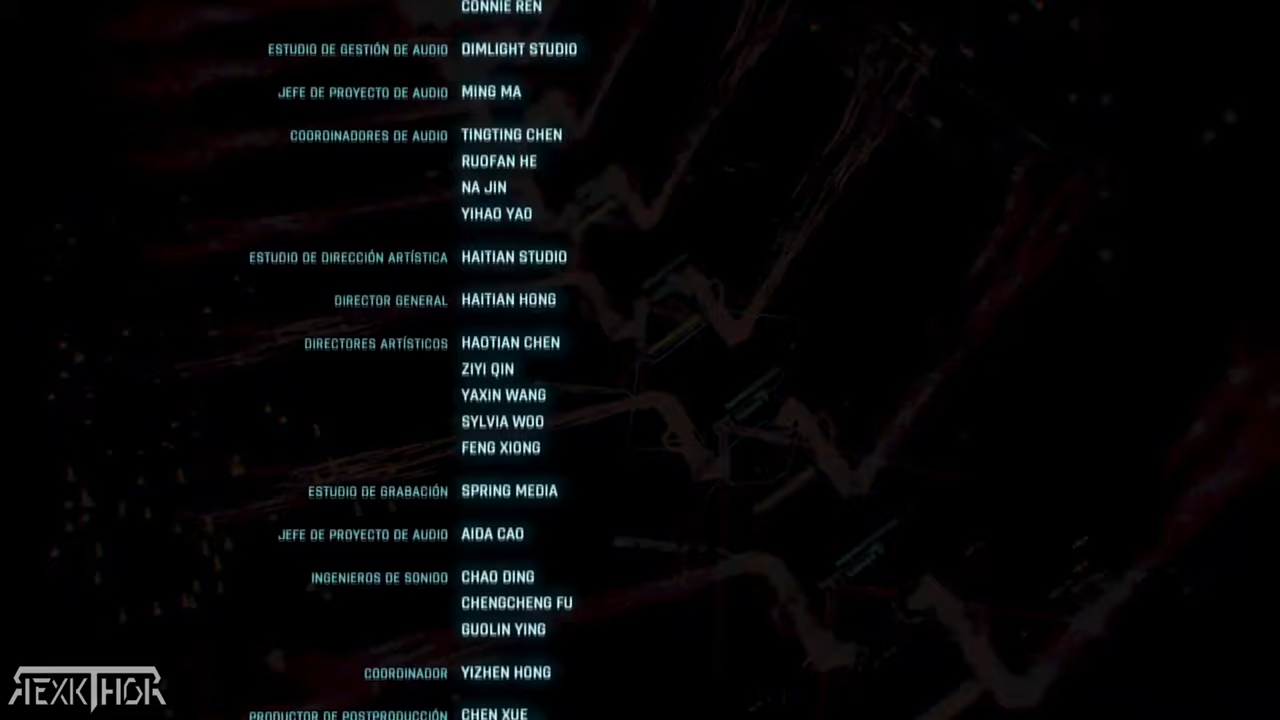 CONNIE REN
ESTUDIO DE GESTIÓN DE AUDIO DIMLIGHT STUDIO
JEFE DE PROYECTO DE AUDIO MING MA
COORDINADORES DE AUDIO TINGTING CHEN
RUOFAN HE
NA JIN
YIHAO YAO
ESTUDIO DE DIRECCIÓN ARTÍSTICA HAITIAN STUDIO
DIRECTOR GENERAL HAITIAN HONG
DIRECTORES ARTÍSTICOS HAOTIAN CHEN
ZIYI QIN
YAXIN WANG
SYLVIA WOO
FENG XIONG
ESTUDIO DE GRABACIÓN SPRING MEDIA
JEFE DE PROYECTO DE AUDIO AIDA CAO
INGENIEROS DE SONIDO CHAO DING
CHENGCHENG FU
GUOLIN YING
COORDINADOR YIZHEN HONG
PRODUCTOR DE POSTPRODUCCIÓN CHEN XUE